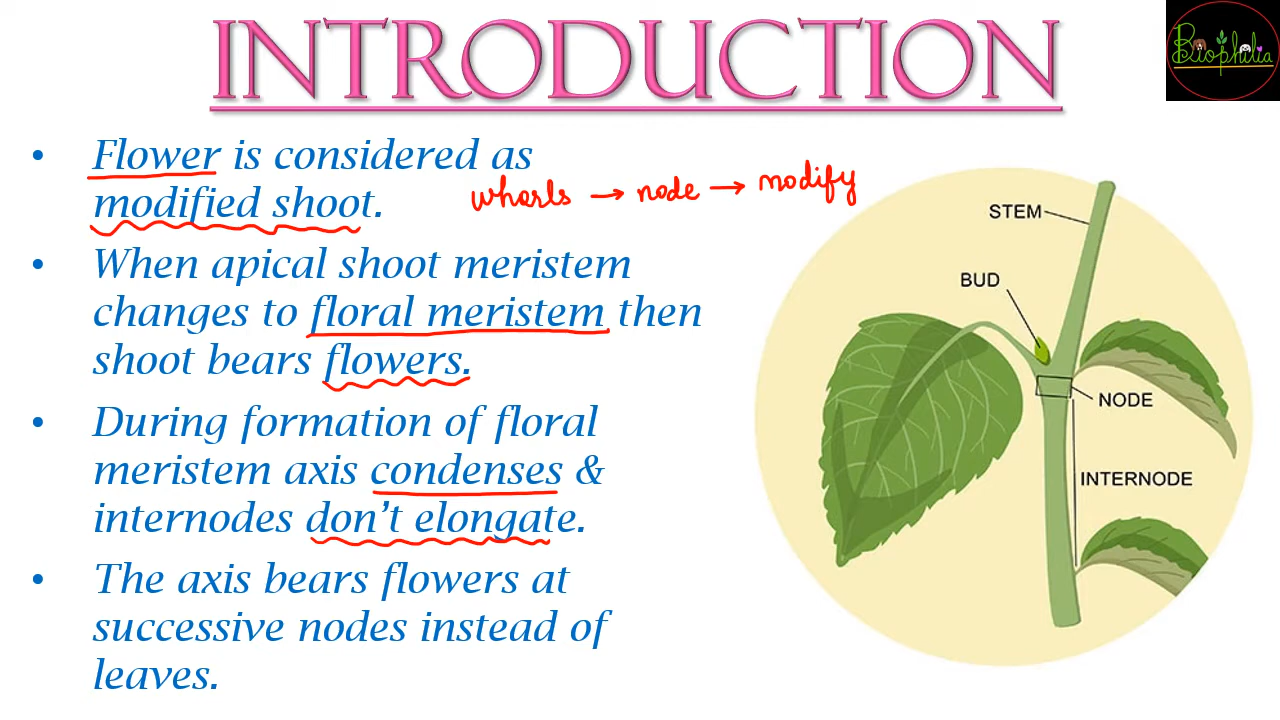 INTRODUCTION
Biophilia
• Flower is considered as
modified shoot.
whorls → node → modify
• When apical shoot meristem
changes to floral meristem then
shoot bears flowers.
• During formation of floral
meristem axis condenses &
internodes don't elongate.
• The axis bears flowers at
successive nodes instead of
leaves.
STEM
BUD
NODE
INTERNODE